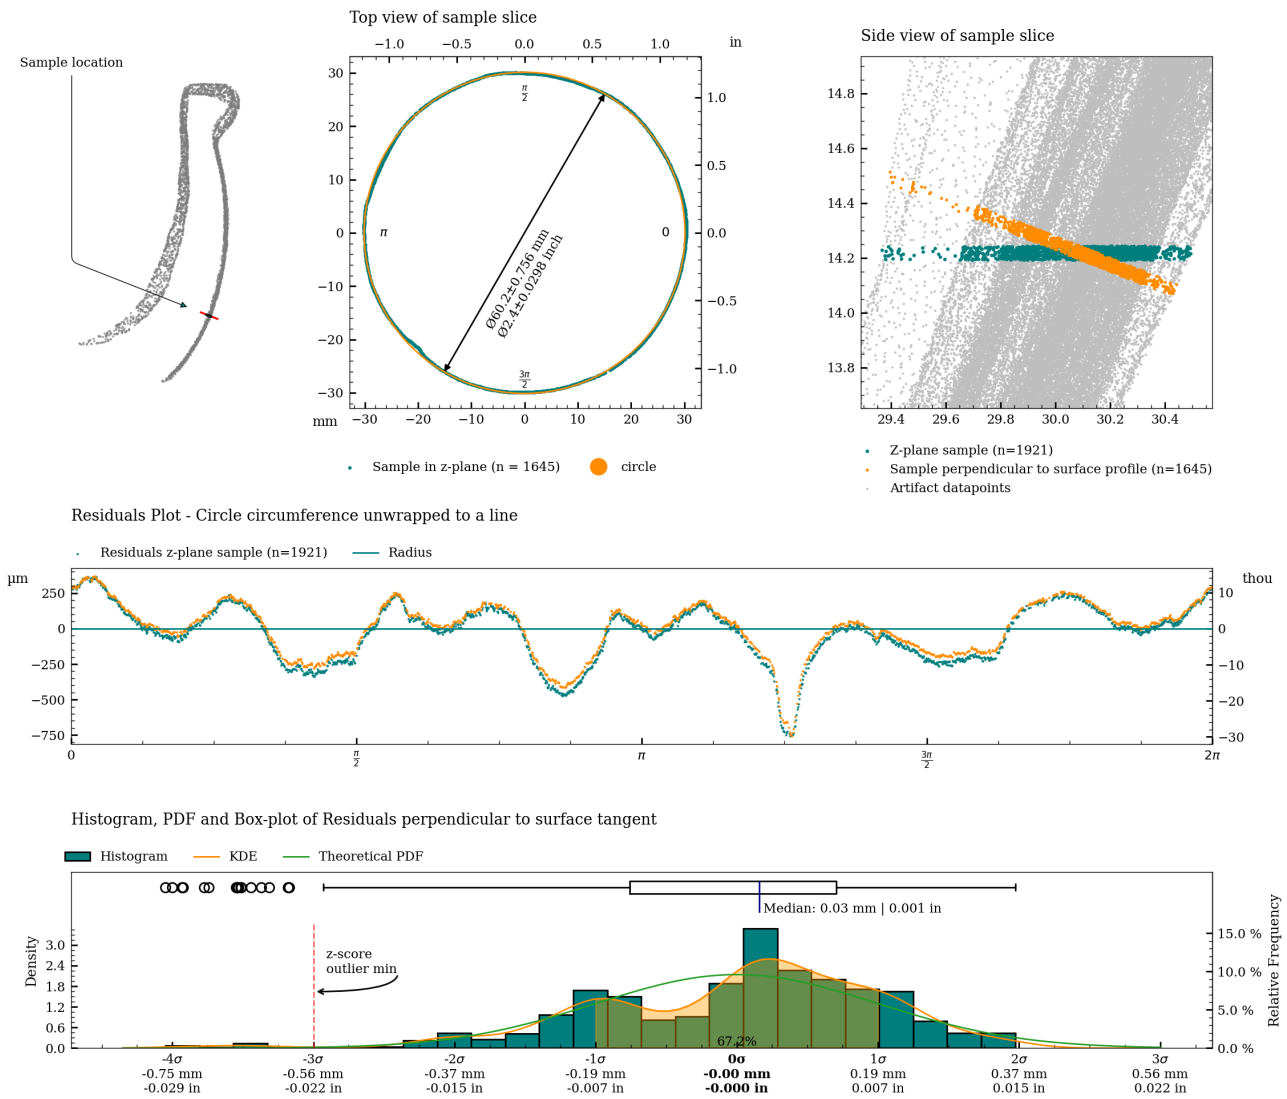 Sample location
Top view of sample slice
−1.0 −0.5 0.0 0.5 1.0 in
30
20
10
0
−10
−20
−30
mm
π/2
π
0
3π/2
Ø60.2±0.756 mm
Ø2.4±0.0298 inch
1.0
0.5
0.0
−0.5
−1.0
−30 −20 −10 0 10 20 30
Sample in z-plane (n = 1645) circle
Side view of sample slice
14.8
14.6
14.4
14.2
14.0
13.8
29.4 29.6 29.8 30.0 30.2 30.4
Z-plane sample (n=1921)
Sample perpendicular to surface profile (n=1645)
Artifact datapoints
Residuals Plot - Circle circumference unwrapped to a line
Residuals z-plane sample (n=1921) Radius
µm
250
0
−250
−500
−750
thou
10
0
−10
−20
−30
0 π/2 π 3π/2 2π
Histogram, PDF and Box-plot of Residuals perpendicular to surface tangent
Histogram KDE Theoretical PDF
Median: 0.03 mm | 0.001 in
z-score
outlier min
67.2%
Density
3.0
2.4
1.8
1.2
0.6
0.0
Relative Frequency
15.0 %
10.0 %
5.0 %
0.0 %
-4σ -3σ -2σ -1σ 0σ 1σ 2σ 3σ
-0.75 mm -0.56 mm -0.37 mm -0.19 mm -0.00 mm 0.19 mm 0.37 mm 0.56 mm
-0.029 in -0.022 in -0.015 in -0.007 in -0.000 in 0.007 in 0.015 in 0.022 in